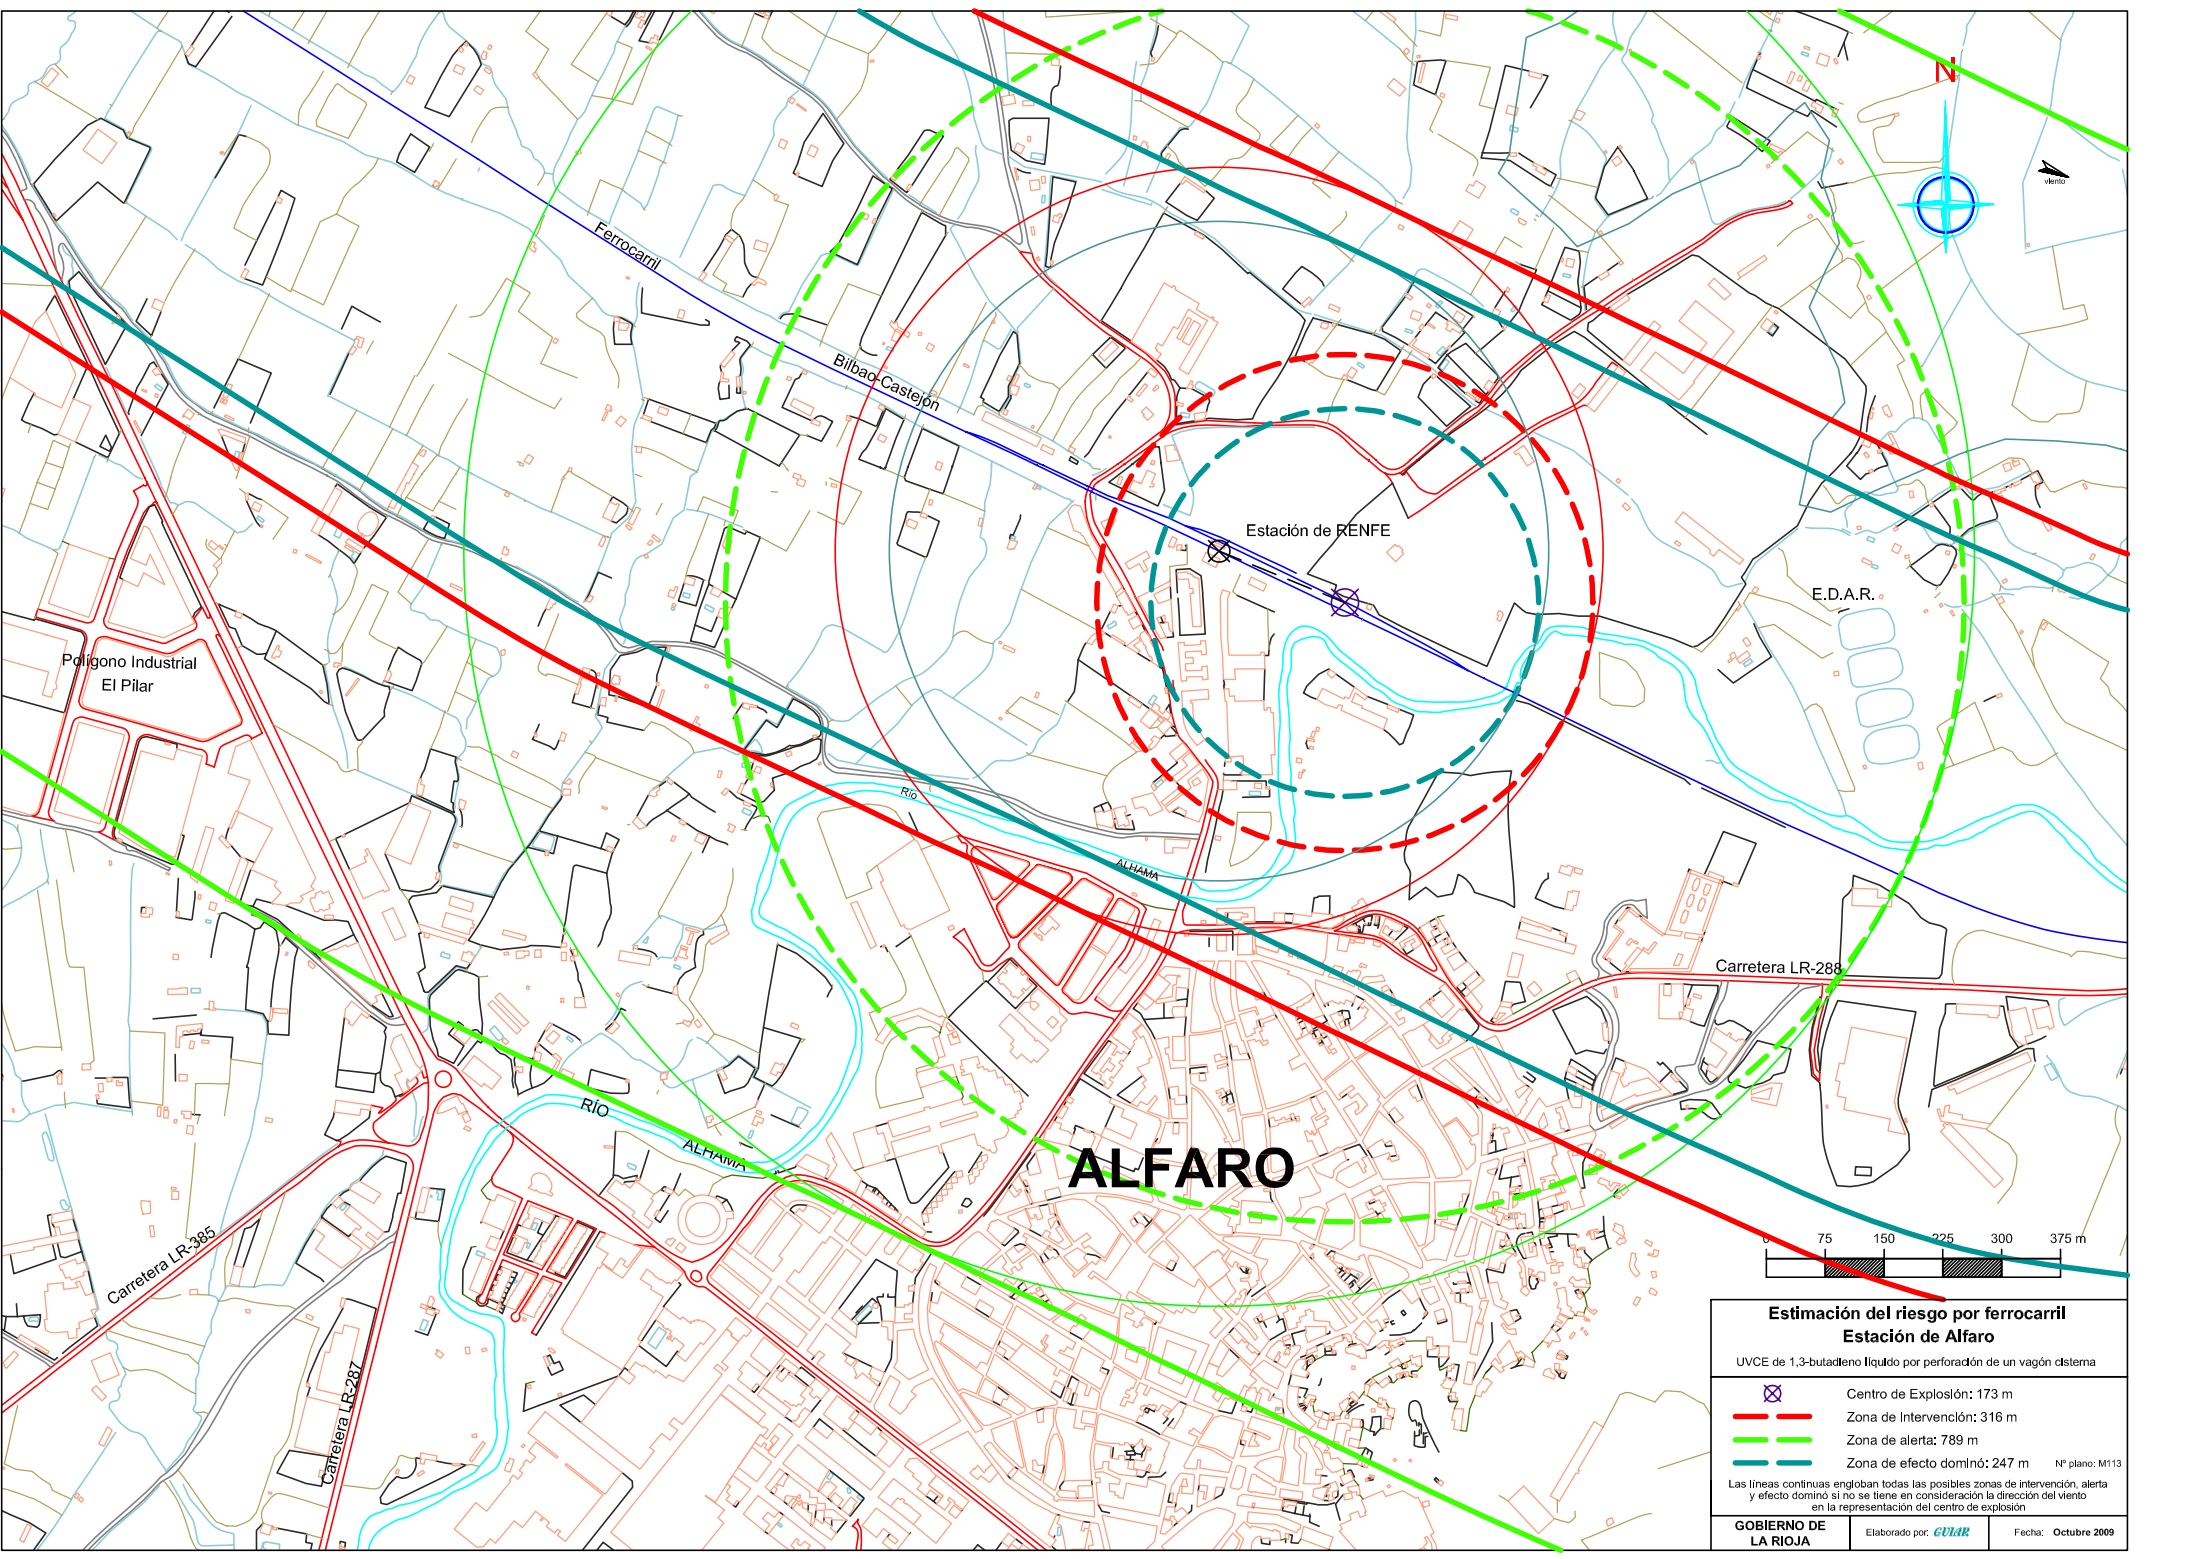 N
viento
Ferrocarril
Bilbao-Castejón
Estación de RENFE
E.D.A.R.
Polígono Industrial
El Pilar
Río
ALHAMA
Carretera LR-288
RÍO
ALHAMA
ALFARO
Carretera LR-385
Carretera LR-287
0 75 150 225 300 375 m
Estimación del riesgo por ferrocarril
Estación de Alfaro
UVCE de 1,3-butadieno líquido por perforación de un vagón cisterna
Centro de Explosión: 173 m
Zona de Intervención: 316 m
Zona de alerta: 789 m
Zona de efecto dominó: 247 m
Nº plano: M113
Las líneas continuas engloban todas las posibles zonas de intervención, alerta
y efecto dominó si no se tiene en consideración la dirección del viento
en la representación del centro de explosión
GOBIERNO DE
LA RIOJA
Elaborado por: GUIAR
Fecha: Octubre 2009